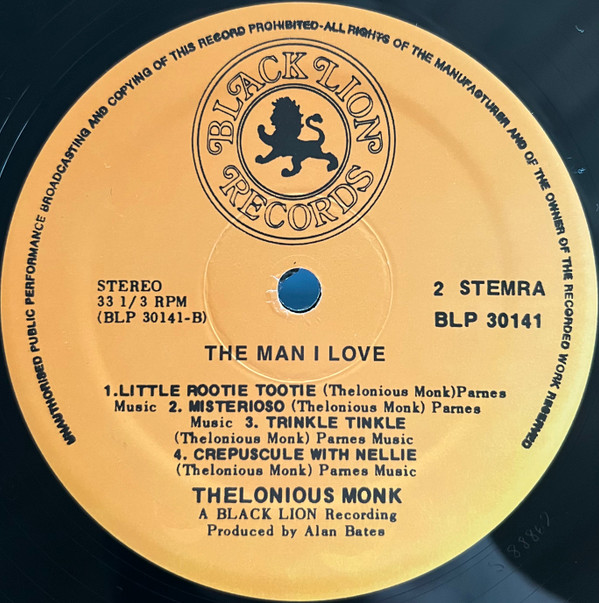 UNAUTHORISED PUBLIC PERFORMANCE BROADCASTING AND COPYING OF THIS RECORD PROHIBITED-ALL RIGHTS OF THE MANUFACTURER AND OF THE OWNER OF THE RECORDED WORK RESERVED
BLACK LION
RECORDS
STEREO
33 1/3 RPM
(BLP 30141-B)
2 STEMRA
BLP 30141
THE MAN I LOVE
1.LITTLE ROOTIE TOOTIE (Thelonious Monk)Parnes
Music 2. MISTERIOSO (Thelonious Monk) Parnes
Music 3. TRINKLE TINKLE
(Thelonious Monk) Parnes Music
4. CREPUSCULE WITH NELLIE
(Thelonious Monk) Parnes Music
THELONIOUS MONK
A BLACK LION Recording
Produced by Alan Bates